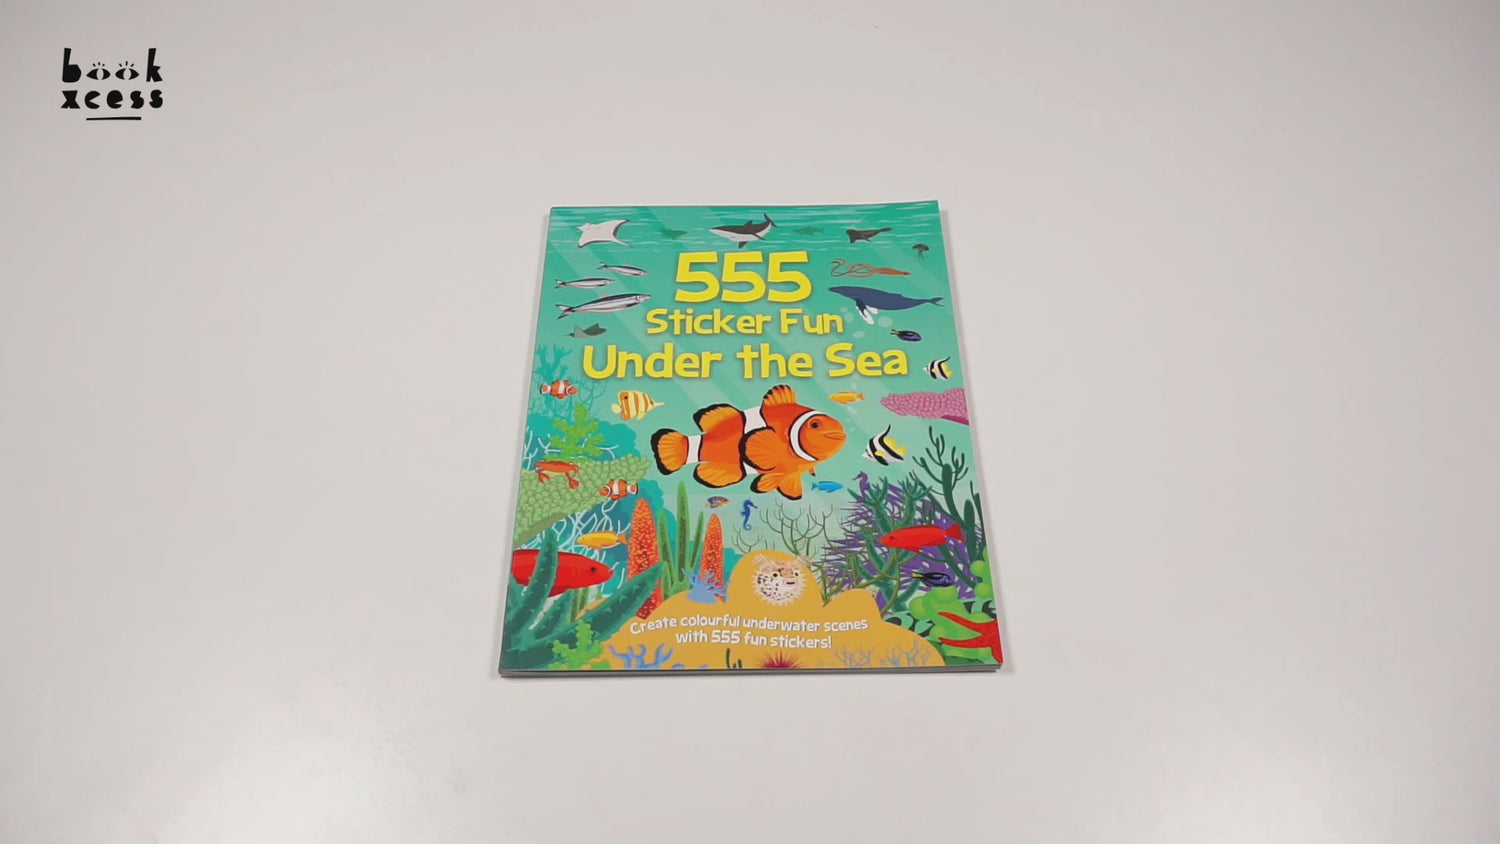 book
xcess
555
Sticker Fun
Under the Sea
Create colourful underwater scenes
with 555 fun stickers!